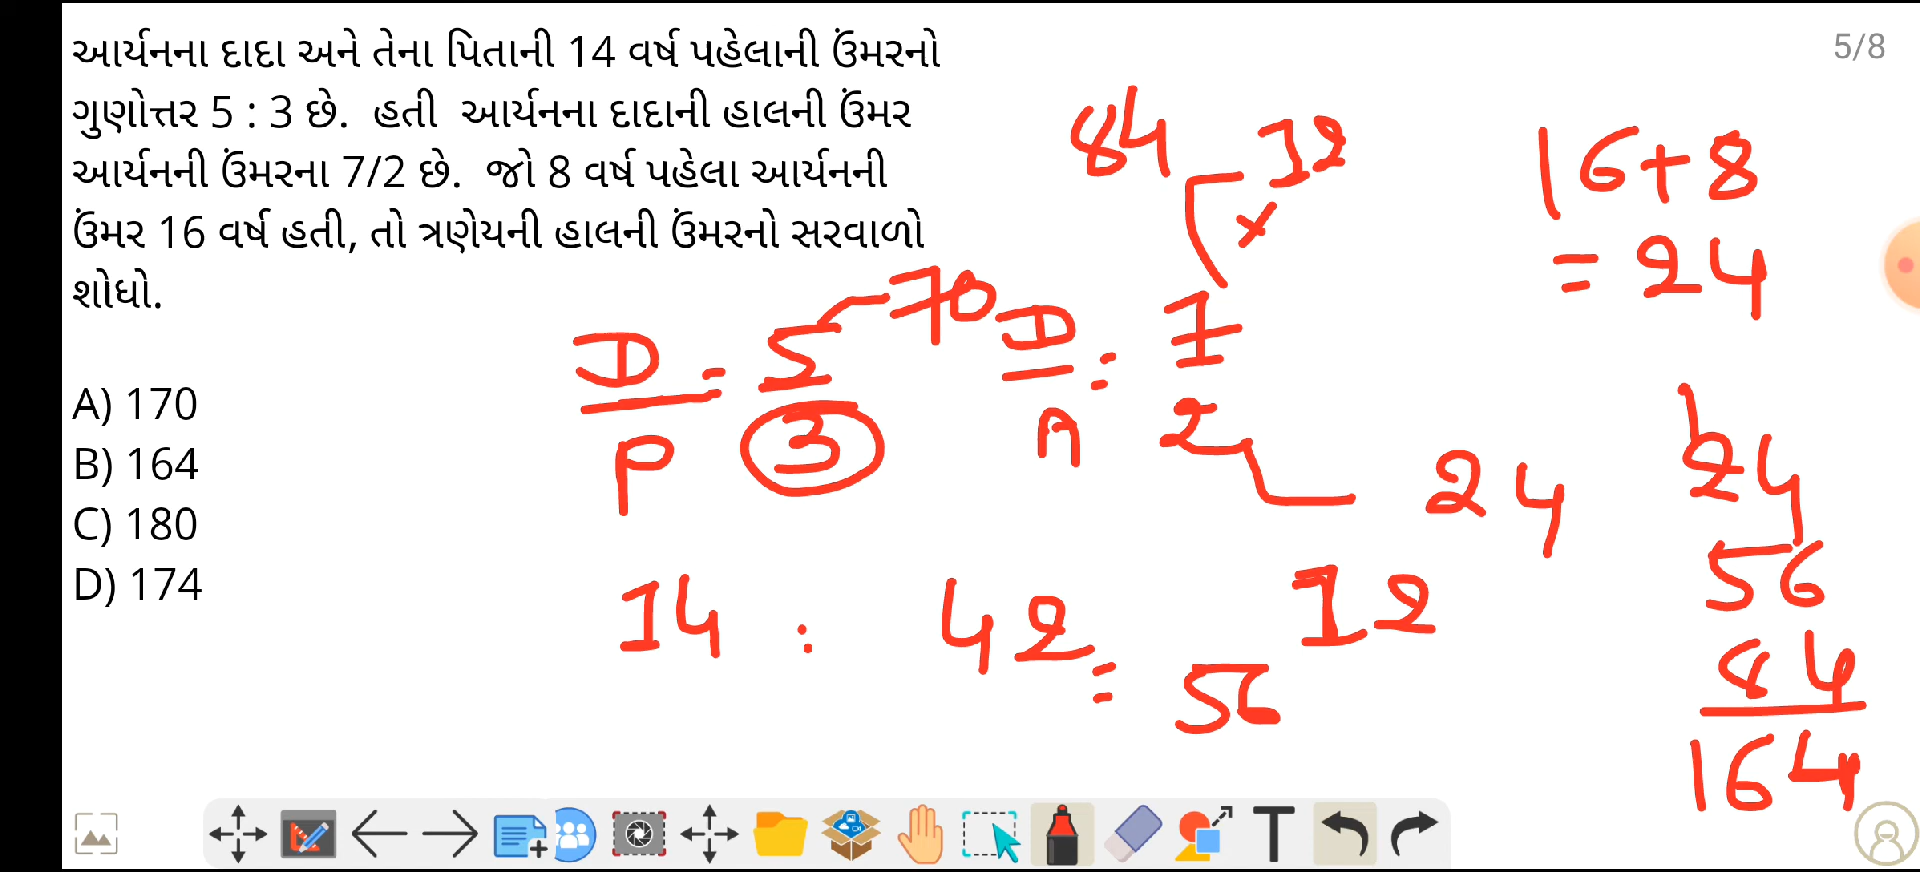 આર્યનના દાદા અને તેના પિતાની 14 વર્ષ પહેલાની ઉંમરનો
ગુણોત્તર 5 : 3 છે. હતી આર્યનના દાદાની હાલની ઉંમર
આર્યનની ઉંમરના 7/2 છે. જો 8 વર્ષ પહેલા આર્યનની
ઉંમર 16 વર્ષ હતી, તો ત્રણેયની હાલની ઉંમરનો સરવાળો
શોધો.
A) 170
B) 164
C) 180
D) 174
5/8
84
12
×
16+8
= 24
D/P = 5/3
70
D/A = 7/2
24
12
14 : 42 = 56
24
56
84
164
T